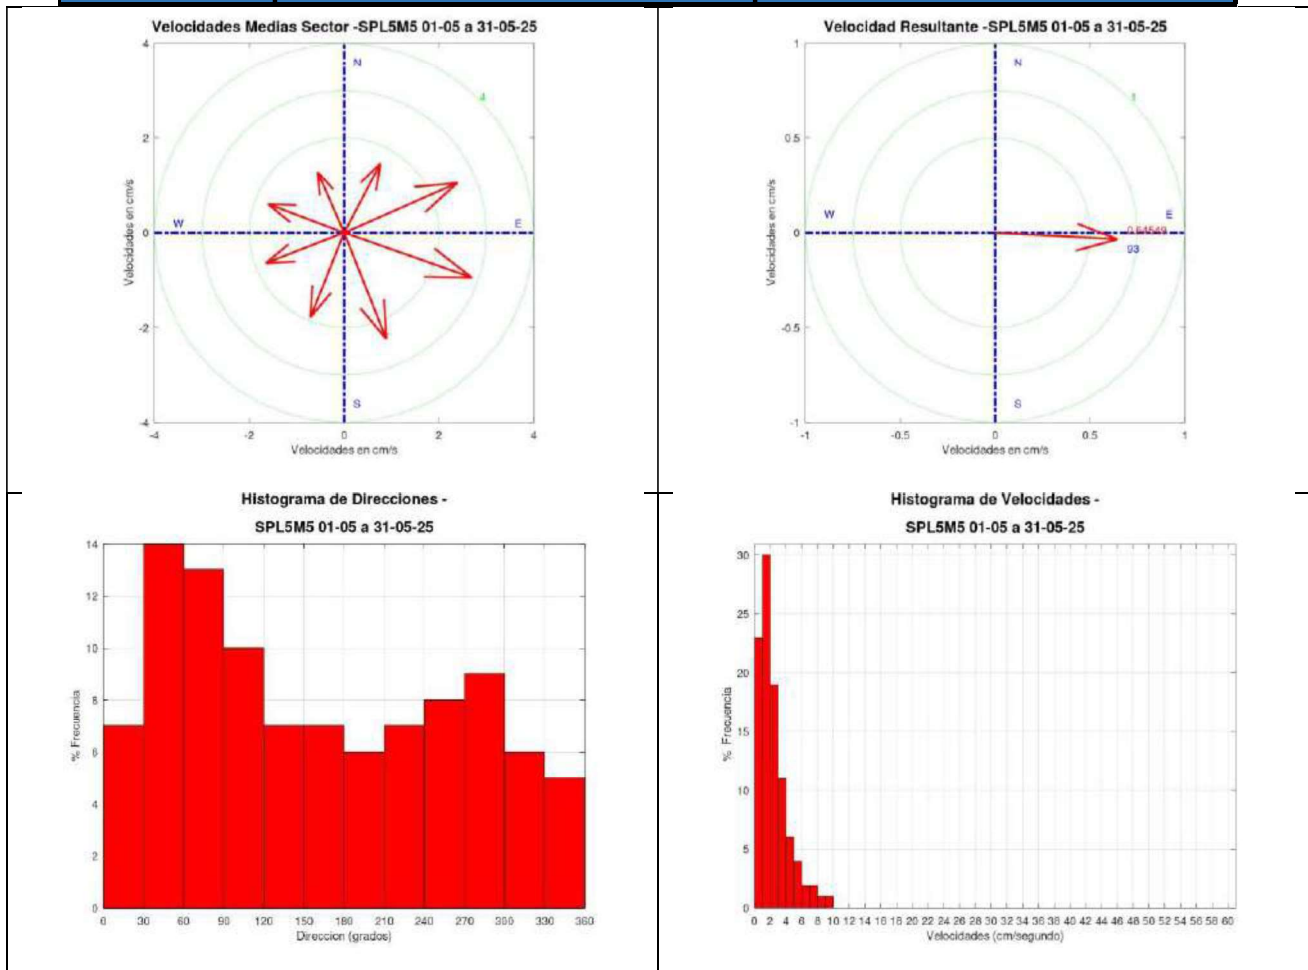 Velocidades Medias Sector -SPL5M5 01-05 a 31-05-25
4
N
4
2
Velocidades en cm/s
W
E
0
-2
S
-4
-4 -2 0 2 4
Velocidades en cm/s
Velocidad Resultante -SPL5M5 01-05 a 31-05-25
1
N
1
0.5
Velocidades en cm/s
W
E
0
0.64549
93
-0.5
S
-1
-1 -0.5 0 0.5 1
Velocidades en cm/s
Histograma de Direcciones -
SPL5M5 01-05 a 31-05-25
14
12
10
8
% Frecuencia
6
4
2
0
0 30 60 90 120 150 180 210 240 270 300 330 360
Direccion (grados)
Histograma de Velocidades -
SPL5M5 01-05 a 31-05-25
30
25
20
% Frecuencia
15
10
5
0
0 2 4 6 8 10 12 14 16 18 20 22 24 26 28 30 32 34 36 38 40 42 44 46 48 50 52 54 56 58 60
Velocidades (cm/segundo)